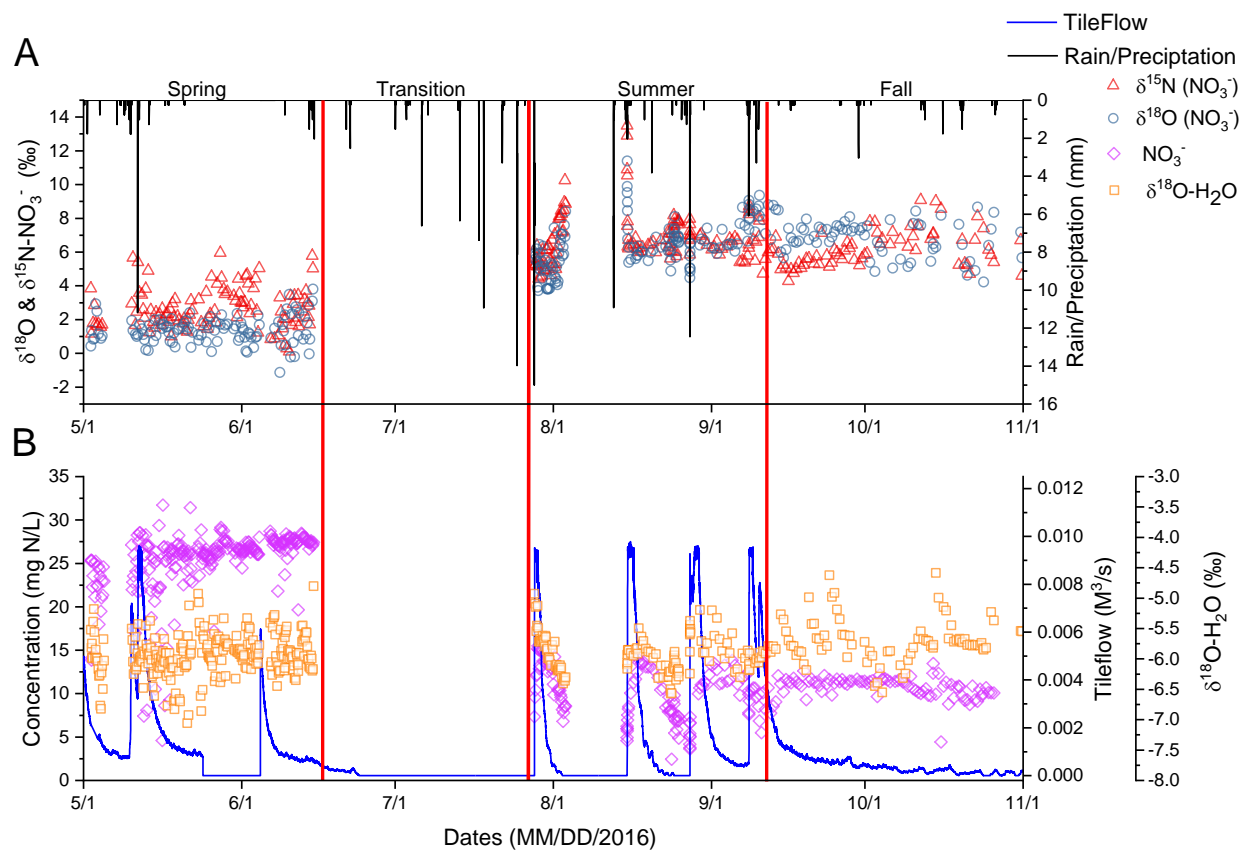 TileFlow
Rain/Preciptation
δ¹⁵N (NO₃⁻)
δ¹⁸O (NO₃⁻)
NO₃⁻
δ¹⁸O-H₂O
A
Spring Transition Summer Fall
δ¹⁸O & δ¹⁵N-NO₃⁻ (‰)
14
12
10
8
6
4
2
0
-2
0
2
4
6
8
10
12
14
16
Rain/Preciptation (mm)
5/1 6/1 7/1 8/1 9/1 10/1 11/1
B
Concentration (mg N/L)
35
30
25
20
15
10
5
0
0.012
0.010
0.008
0.006
0.004
0.002
0.000
Tileflow (M³/s)
-3.0
-3.5
-4.0
-4.5
-5.0
-5.5
-6.0
-6.5
-7.0
-7.5
-8.0
δ¹⁸O-H₂O (‰)
5/1 6/1 7/1 8/1 9/1 10/1 11/1
Dates (MM/DD/2016)